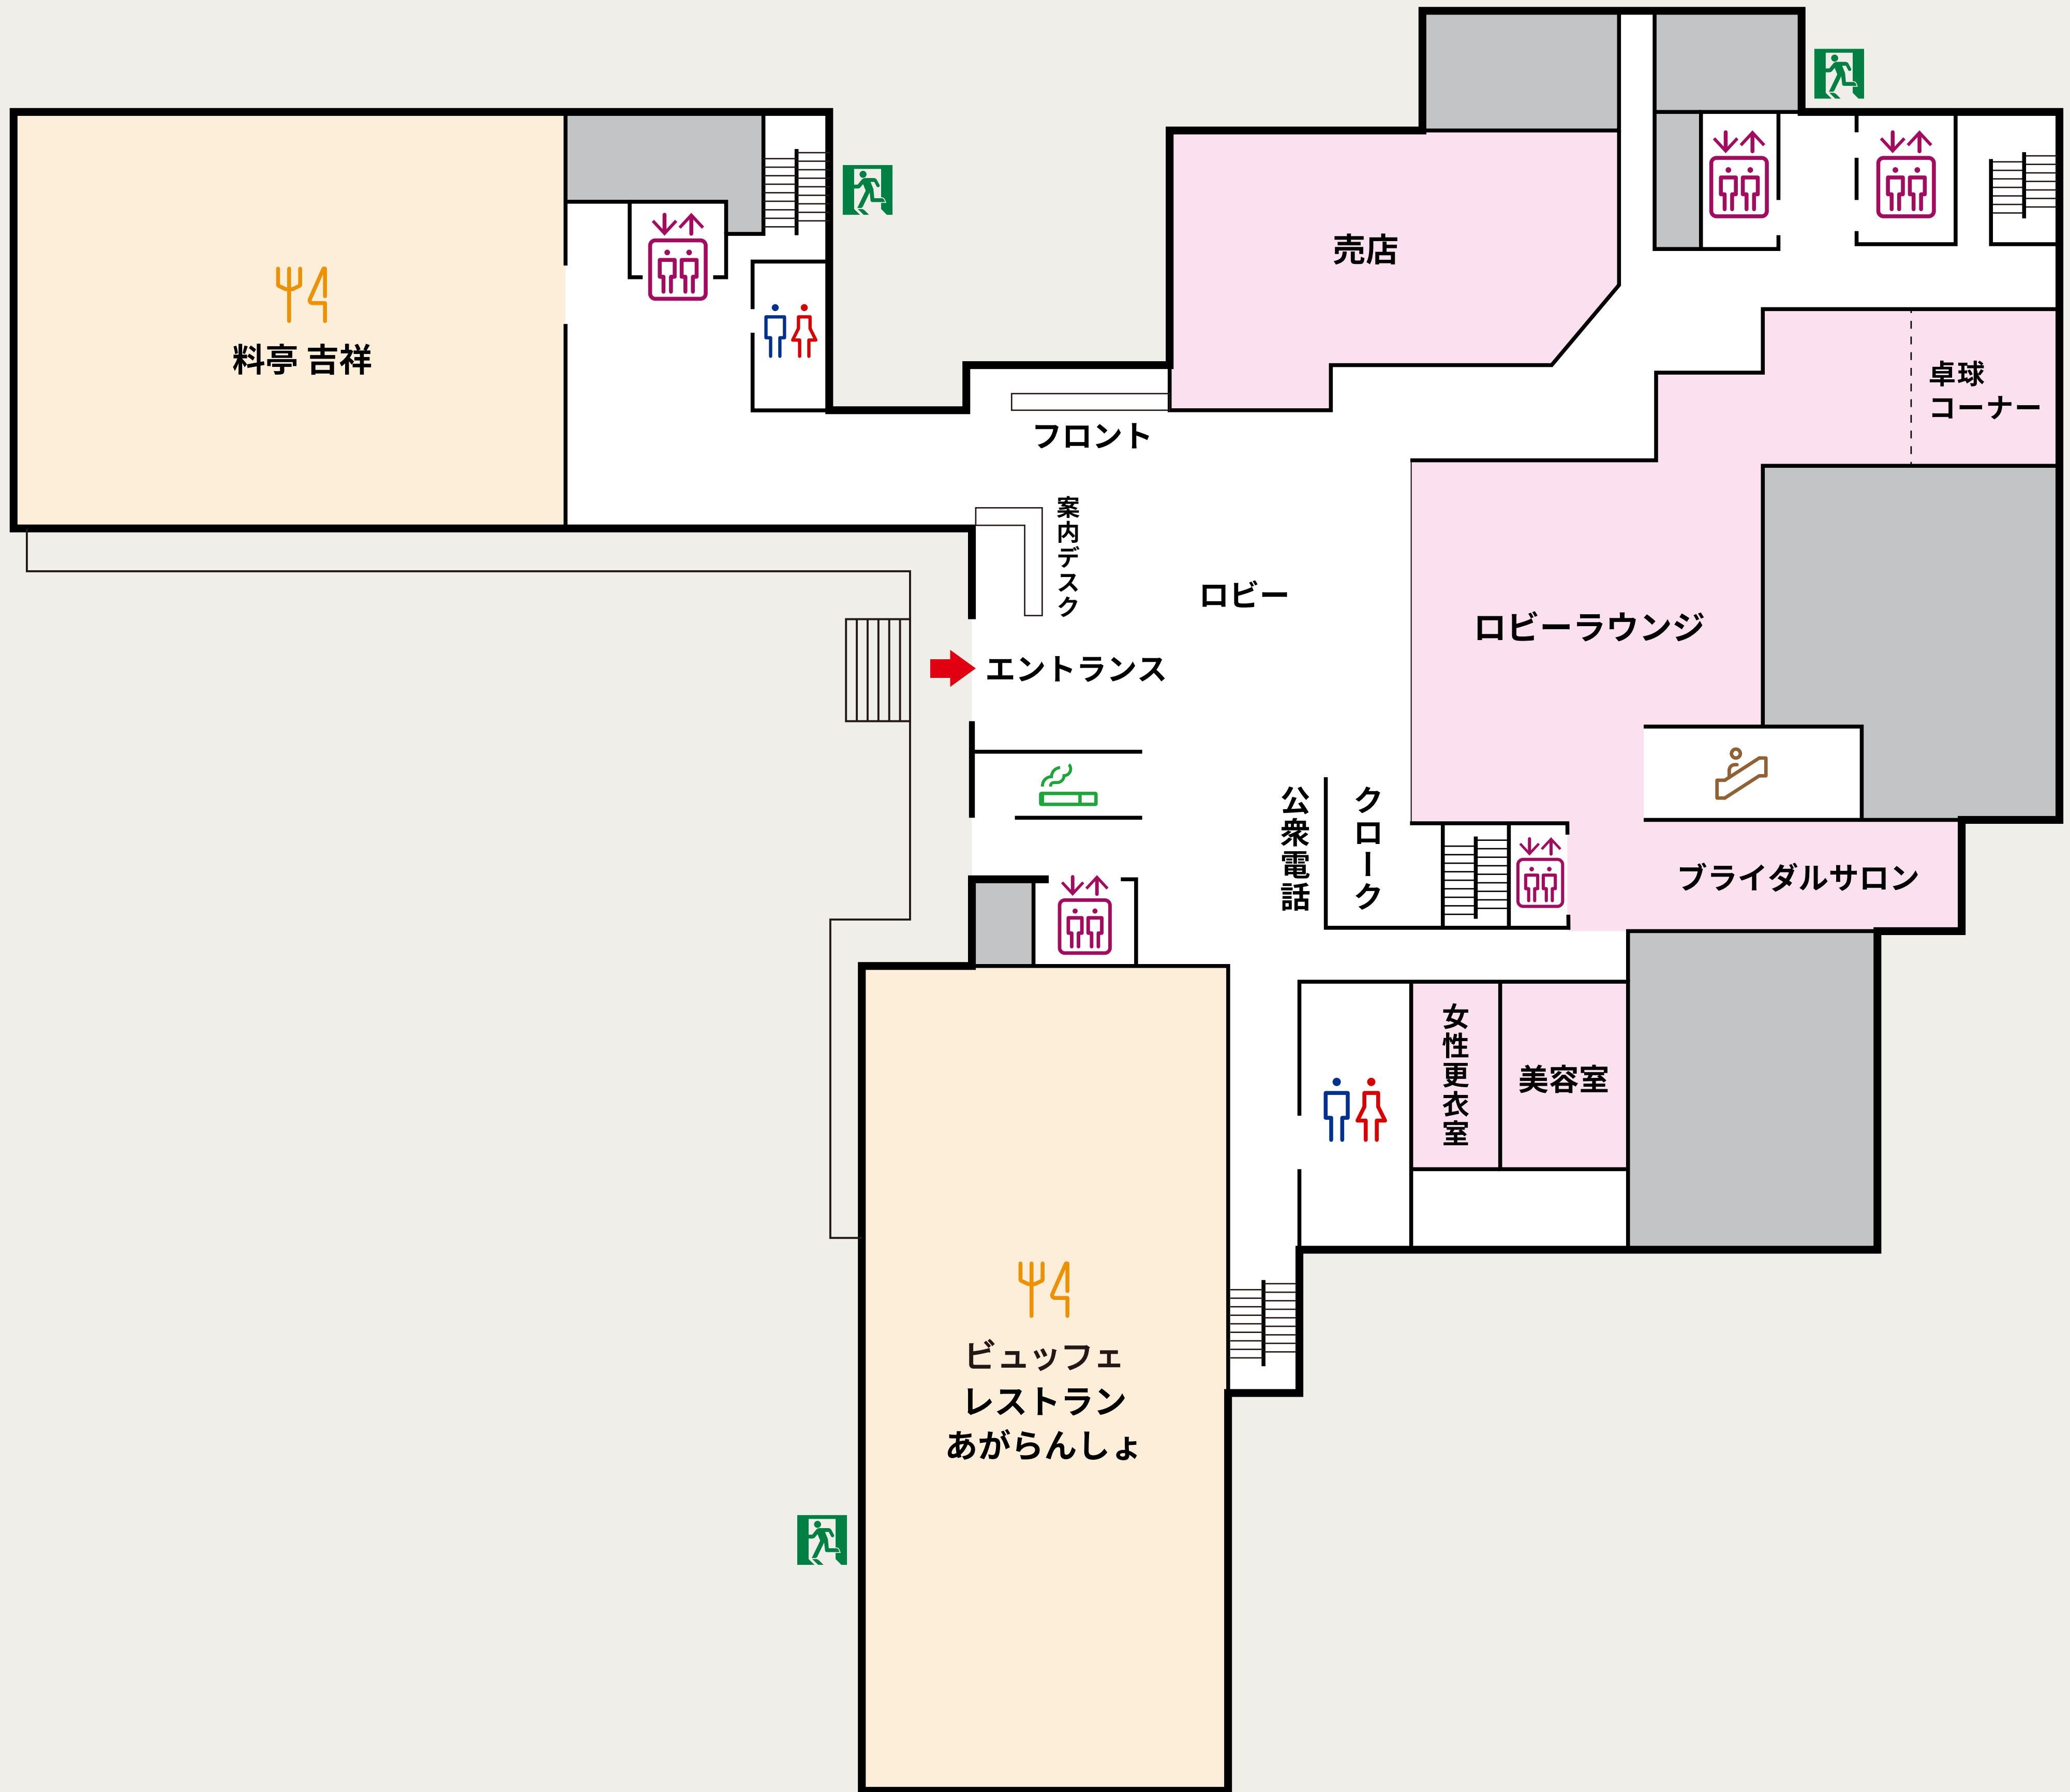 売店
料亭 吉祥
卓球
コーナー
フロント
案内デスク
ロビー
ロビーラウンジ
エントランス
公衆電話
クローク
ブライダルサロン
女性更衣室
美容室
ビュッフェ
レストラン
あがらんしょ